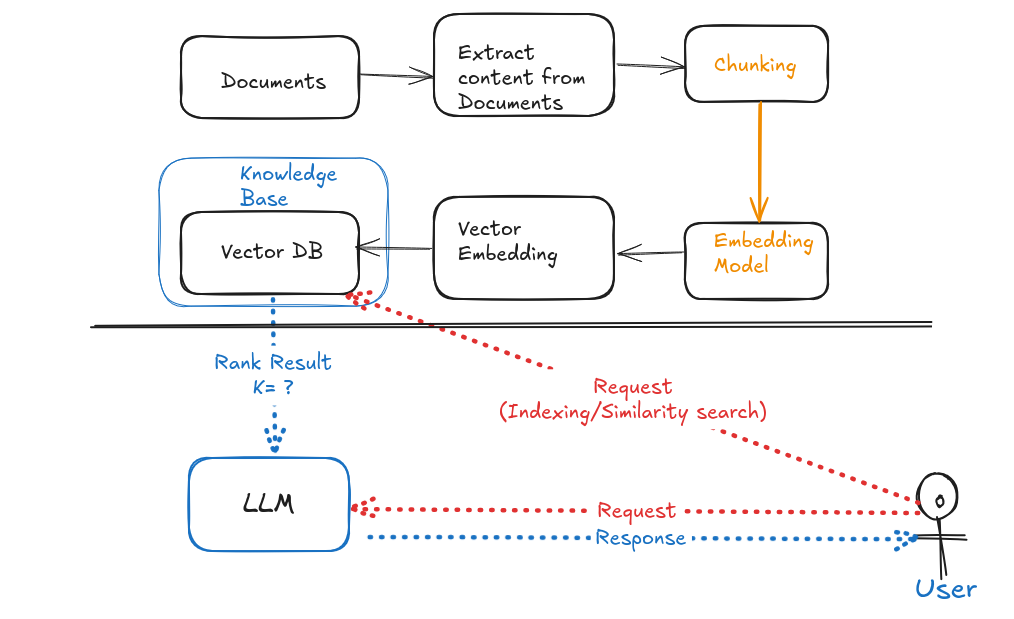 Documents
Extract
content from
Documents
Chunking
Knowledge
Base
Vector DB
Vector
Embedding
Embedding
Model
Rank Result
K= ?
Request
(Indexing/Similarity search)
LLM
Request
Response
User